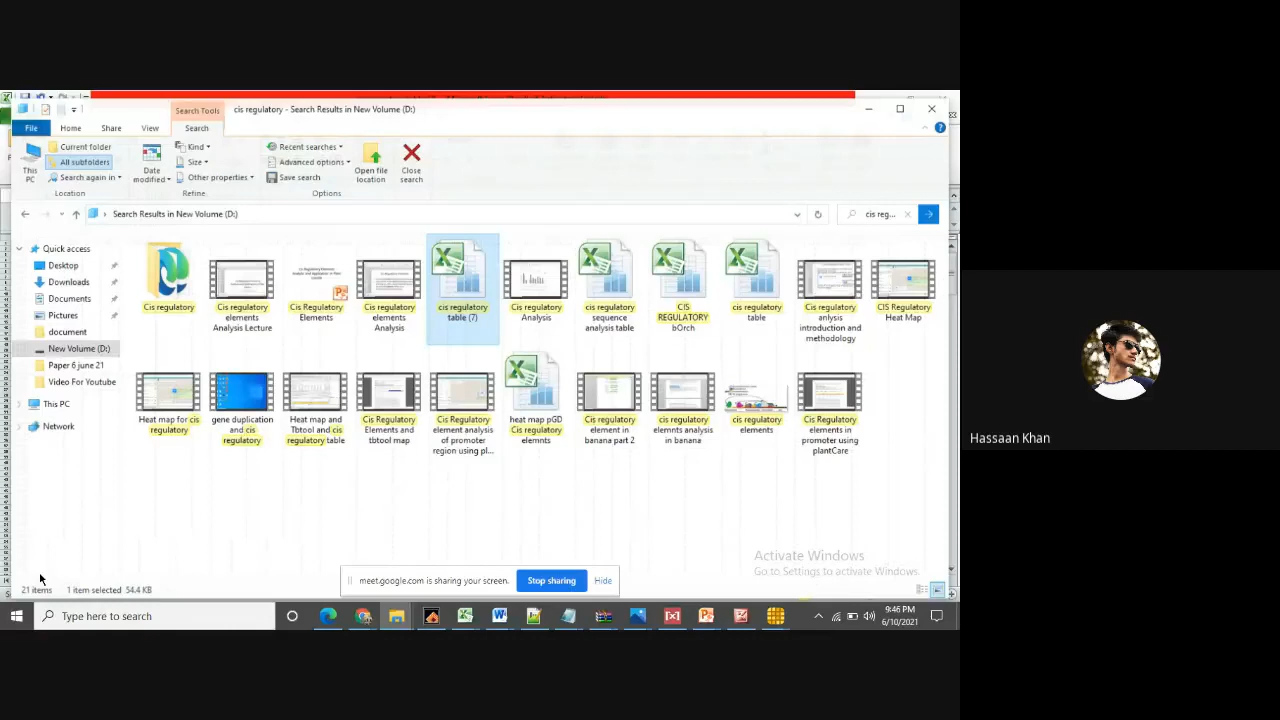 Search Tools
cis regulatory - Search Results in New Volume (D:)
File
Home
Share
View
Search
This PC
Current folder
All subfolders
Search again in
Location
Date modified
Kind
Size
Other properties
Refine
Recent searches
Advanced options
Save search
Options
Open file location
Close search
Search Results in New Volume (D:)
cis reg...
Quick access
Desktop
Downloads
Documents
Pictures
document
New Volume (D:)
Paper 6 june 21
Video For Youtube
This PC
Network
Cis regulatory
Cis regulatory
elements
Analysis Lecture
Cis Regulatory
Elements
Cis regulatory
elements
Analysis
cis regulatory
table (7)
Cis regulatory
Analysis
cis regulatory
sequence
analysis table
CIS
REGULATORY
bOrch
cis regulatory
table
Cis regulatory
anlysis
introduction and
methodology
CIS Regulatory
Heat Map
Heat map for cis
regulatory
gene duplication
and cis
regulatory
Heat map and
Tbtool and cis
regulatory table
Cis Regulatory
Elements and
tbtool map
Cis Regulatory
element analysis
of promoter
region using pl...
heat map pGD
Cis regulatory
elemnts
Cis regulatory
element in
banana part 2
cis regulatory
elemnts analysis
in banana
cis regulatory
elements
Cis Regulatory
elements in
promoter using
plantCare
Activate Windows
Go to Settings to activate Windows.
21 items
1 item selected 54.4 KB
meet.google.com is sharing your screen.
Stop sharing
Hide
Type here to search
9:46 PM
6/10/2021
Hassaan Khan